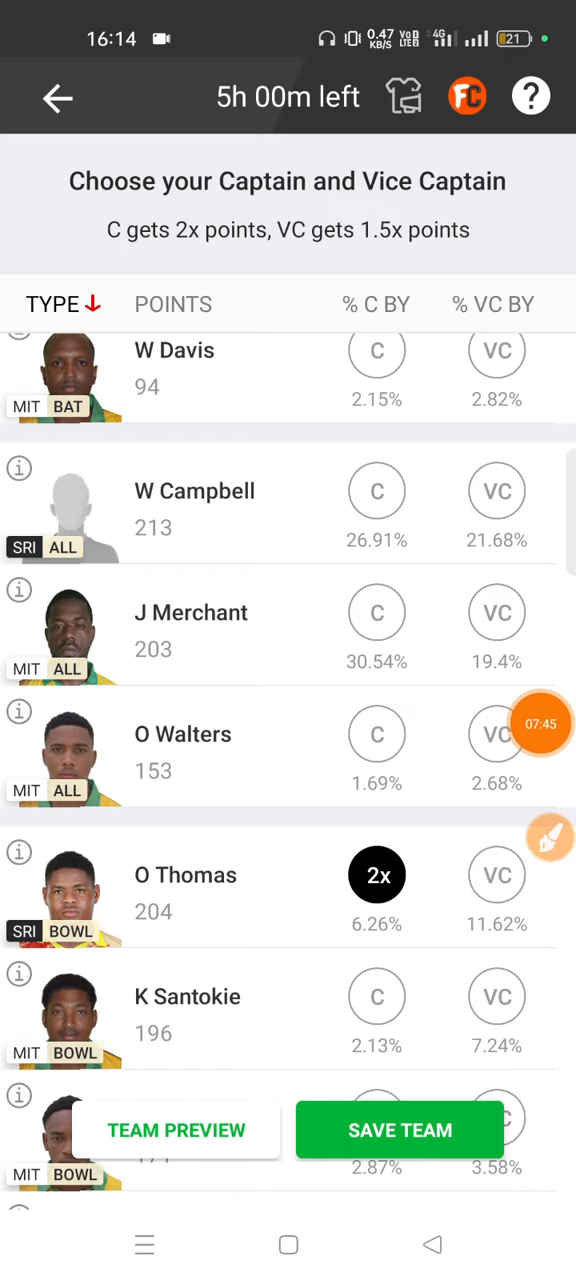 16:14 0.47 KB/S VoD LTE2 4G 21
5h 00m left FC ?
Choose your Captain and Vice Captain
C gets 2x points, VC gets 1.5x points
TYPE POINTS % C BY % VC BY
W Davis C VC
94
MIT BAT 2.15% 2.82%
W Campbell C VC
213
SRI ALL 26.91% 21.68%
J Merchant C VC
203
MIT ALL 30.54% 19.4%
O Walters C VC 07:45
153
MIT ALL 1.69% 2.68%
O Thomas 2x VC
204
SRI BOWL 6.26% 11.62%
K Santokie C VC
196
MIT BOWL 2.13% 7.24%
TEAM PREVIEW SAVE TEAM
MIT BOWL 2.87% 3.58%